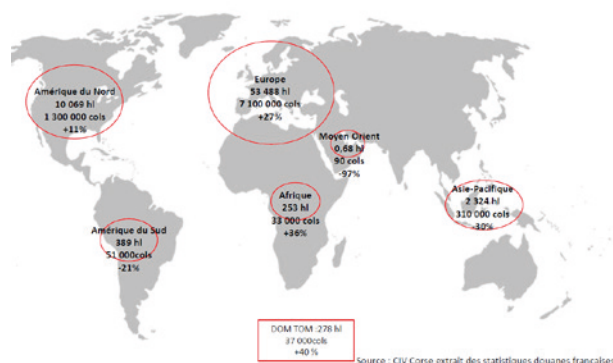 Amérique du Nord
10 069 hl
1 300 000 cols
+11%
Europe
53 488 hl
7 100 000 cols
+27%
Moyen Orient
0,68 hl
90 cols
-97%
Afrique
253 hl
33 000 cols
+36%
Asie-Pacifique
2 324 hl
310 000 cols
-30%
Amérique du Sud
389 hl
51 000cols
-21%
DOM TOM :278 hl
37 000cols
+40 %
Source : CIV Corse extrait des statistiques douanes françaises